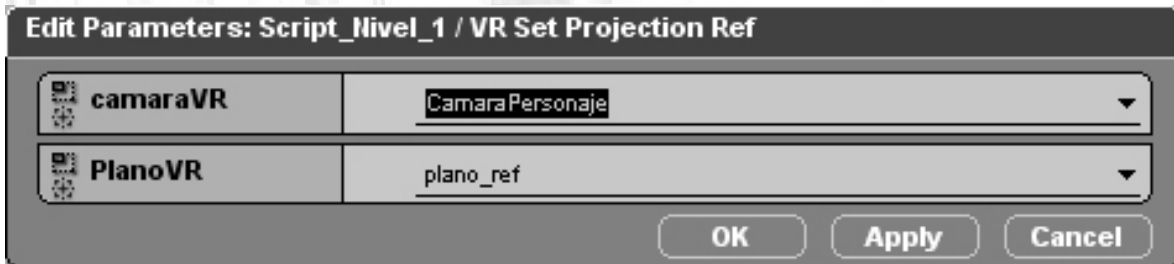 Edit Parameters: Script_Nivel_1 / VR Set Projection Ref
camaraVR CamaraPersonaje
PlanoVR plano_ref
OK Apply Cancel